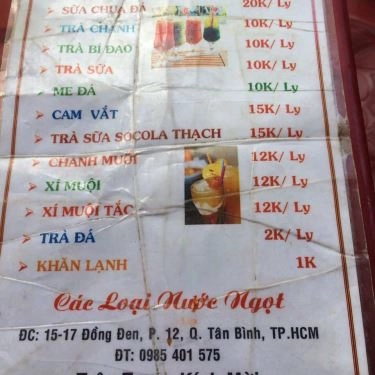 SỮA CHUA ĐÁ 20K/ Ly
TRÀ CHANH 10K/ Ly
TRÀ BÍ ĐAO 10K/ Ly
TRÀ SỮA 10K/ Ly
ME ĐÁ 10K/ Ly
CAM VẮT 15K/ Ly
TRÀ SỮA SOCOLA THẠCH 15K/ Ly
CHANH MUỐI 12K/ Ly
XÍ MUỘI 12K/ Ly
XÍ MUỘI TẮC 12K/ Ly
TRÀ ĐÁ 2K/ Ly
KHĂN LẠNH 1K
Các Loại Nước Ngọt
ĐC: 15-17 Đồng Đen, P. 12, Q. Tân Bình, TP.HCM
ĐT: 0985 401 575